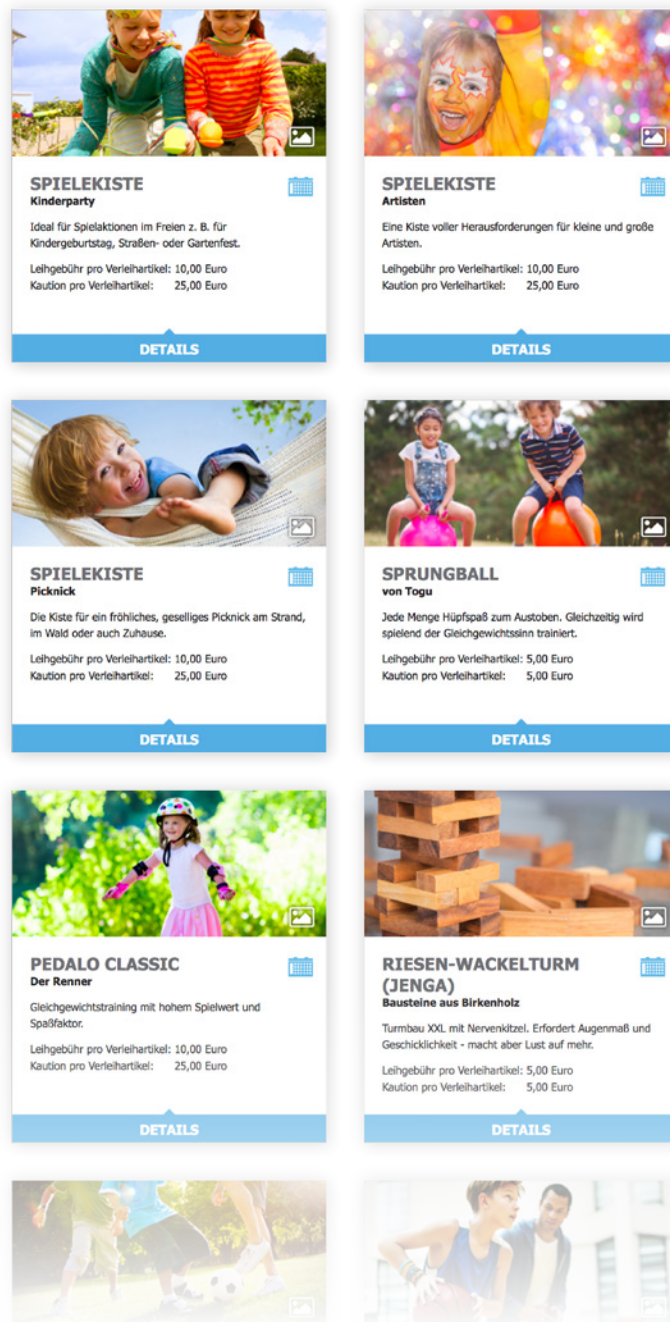 SPIELEKISTE
Kinderparty
Ideal für Spielaktionen im Freien z. B. für
Kindergeburtstag, Straßen- oder Gartenfest.
Leihgebühr pro Verleihartikel: 10,00 Euro
Kaution pro Verleihartikel: 25,00 Euro
DETAILS
SPIELEKISTE
Artisten
Eine Kiste voller Herausforderungen für kleine und große
Artisten.
Leihgebühr pro Verleihartikel: 10,00 Euro
Kaution pro Verleihartikel: 25,00 Euro
DETAILS
SPIELEKISTE
Picknick
Die Kiste für ein fröhliches, geselliges Picknick am Strand,
im Wald oder auch Zuhause.
Leihgebühr pro Verleihartikel: 10,00 Euro
Kaution pro Verleihartikel: 25,00 Euro
DETAILS
SPRUNGBALL
von Togu
Jede Menge Hüpfspaß zum Austoben. Gleichzeitig wird
spielend der Gleichgewichtssinn trainiert.
Leihgebühr pro Verleihartikel: 5,00 Euro
Kaution pro Verleihartikel: 5,00 Euro
DETAILS
PEDALO CLASSIC
Der Renner
Gleichgewichtstraining mit hohem Spielwert und
Spaßfaktor.
Leihgebühr pro Verleihartikel: 10,00 Euro
Kaution pro Verleihartikel: 25,00 Euro
DETAILS
RIESEN-WACKELTURM
(JENGA)
Bausteine aus Birkenholz
Turmbau XXL mit Nervenkitzel. Erfordert Augenmaß und
Geschicklichkeit - macht aber Lust auf mehr.
Leihgebühr pro Verleihartikel: 5,00 Euro
Kaution pro Verleihartikel: 5,00 Euro
DETAILS